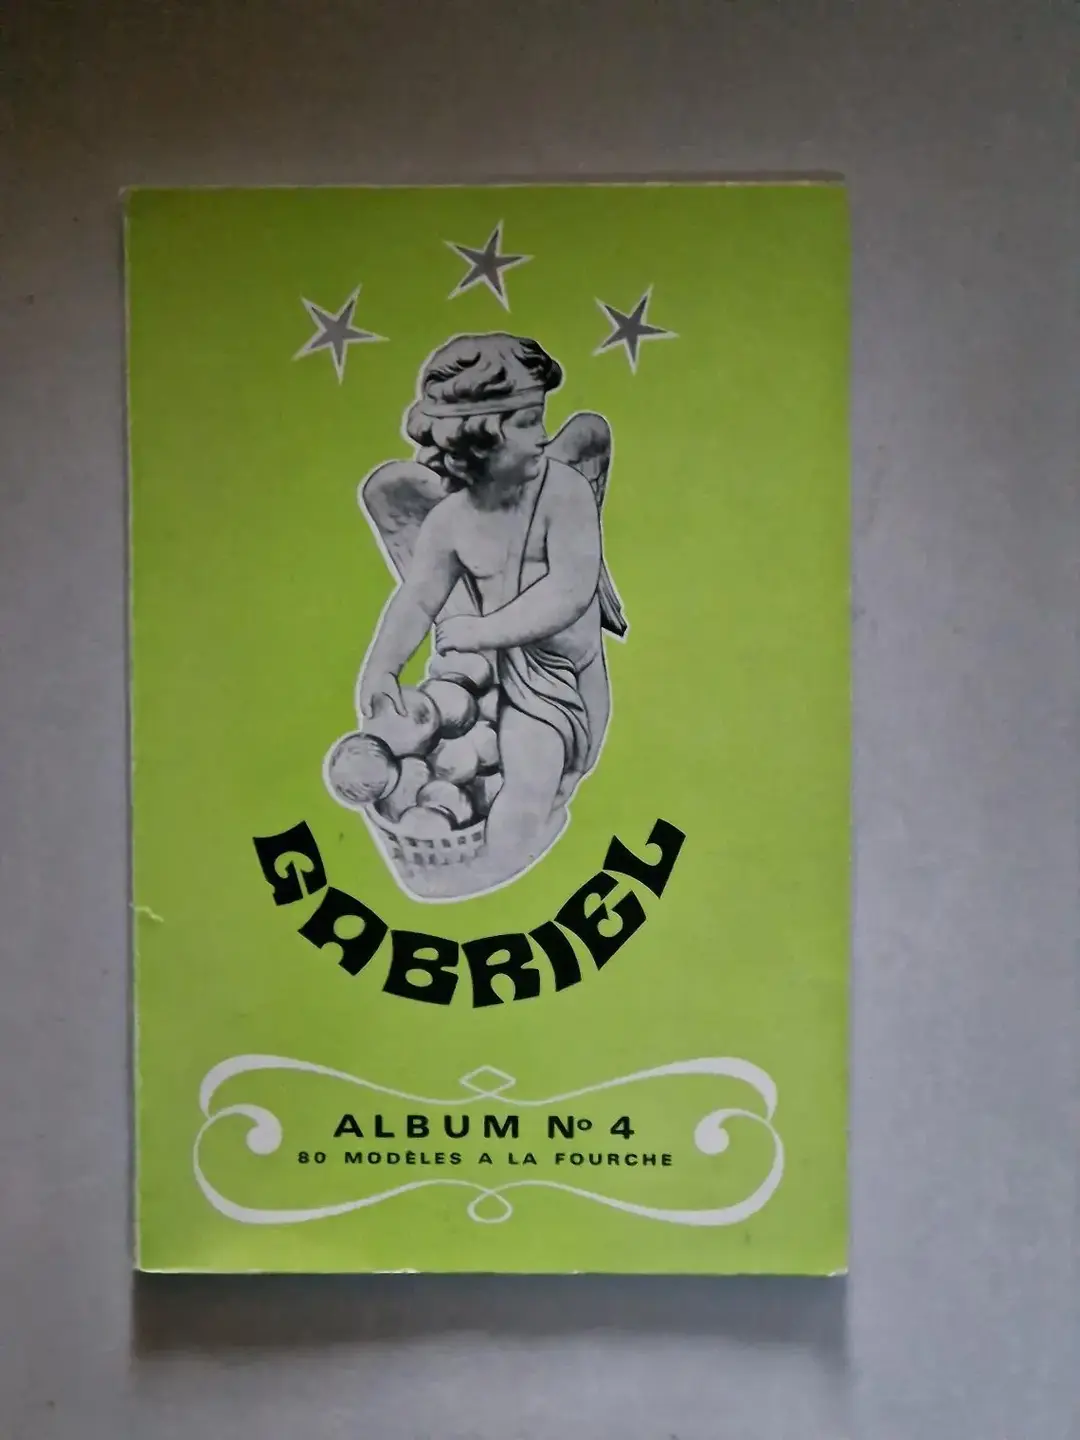 GABRIEL
ALBUM Nº 4
80 MODÈLES A LA FOURCHE